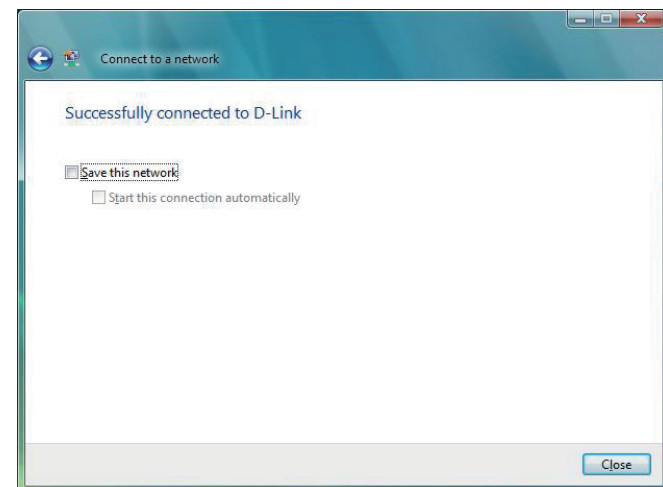 Connect to a network
Successfully connected to D-Link
Save this network
Start this connection automatically
Close